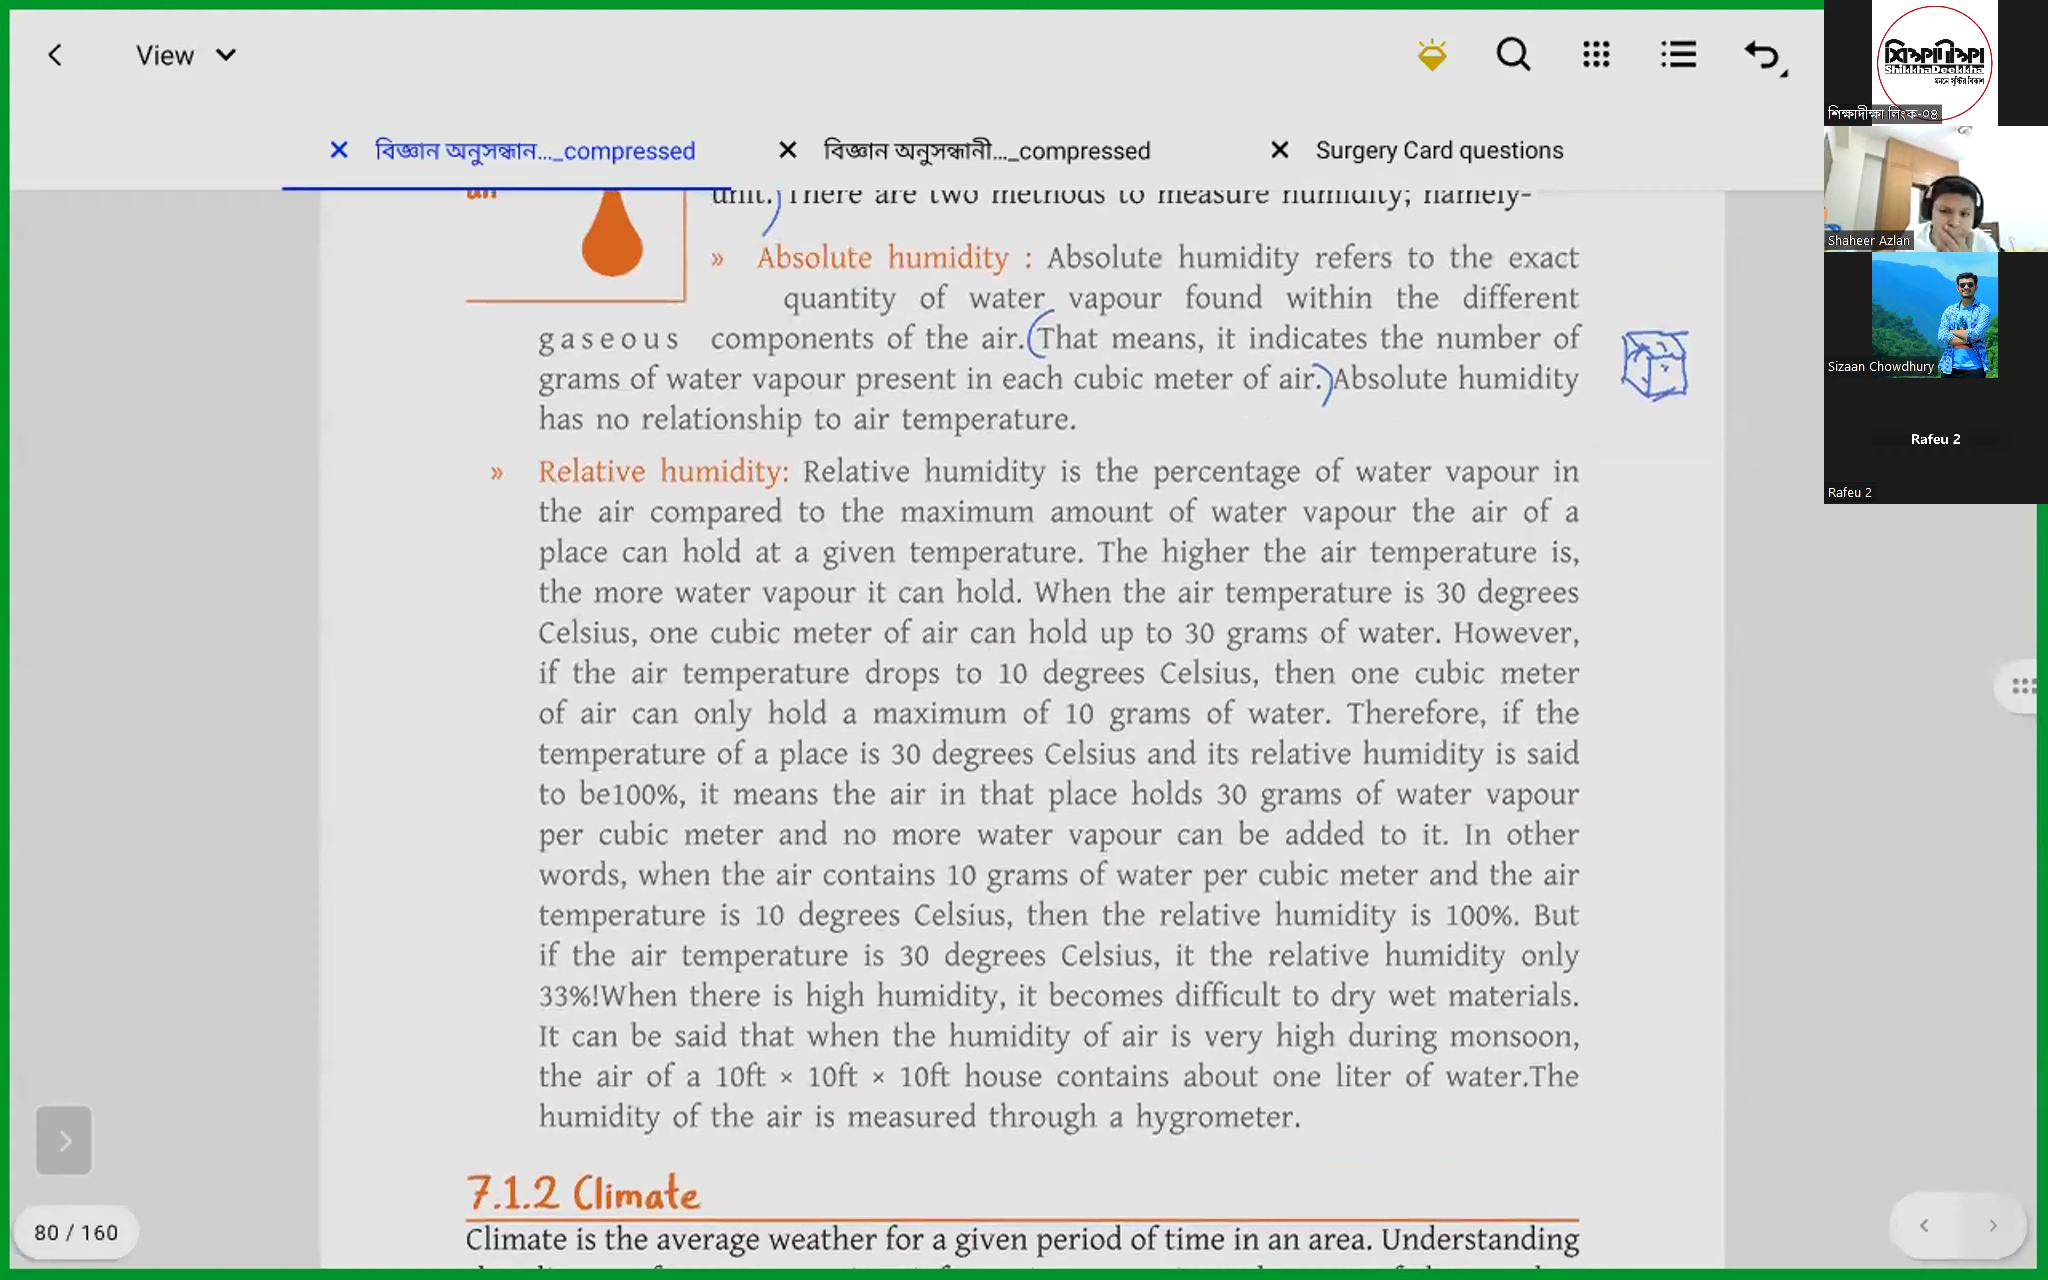 View
বিজ্ঞান অনুসন্ধান..._compressed
বিজ্ঞান অনুসন্ধানী..._compressed
Surgery Card questions
unit. There are two methods to measure humidity; namely-
» Absolute humidity : Absolute humidity refers to the exact
quantity of water vapour found within the different
gaseous components of the air. That means, it indicates the number of
grams of water vapour present in each cubic meter of air. Absolute humidity
has no relationship to air temperature.
» Relative humidity: Relative humidity is the percentage of water vapour in
the air compared to the maximum amount of water vapour the air of a
place can hold at a given temperature. The higher the air temperature is,
the more water vapour it can hold. When the air temperature is 30 degrees
Celsius, one cubic meter of air can hold up to 30 grams of water. However,
if the air temperature drops to 10 degrees Celsius, then one cubic meter
of air can only hold a maximum of 10 grams of water. Therefore, if the
temperature of a place is 30 degrees Celsius and its relative humidity is said
to be100%, it means the air in that place holds 30 grams of water vapour
per cubic meter and no more water vapour can be added to it. In other
words, when the air contains 10 grams of water per cubic meter and the air
temperature is 10 degrees Celsius, then the relative humidity is 100%. But
if the air temperature is 30 degrees Celsius, it the relative humidity only
33%!When there is high humidity, it becomes difficult to dry wet materials.
It can be said that when the humidity of air is very high during monsoon,
the air of a 10ft × 10ft × 10ft house contains about one liter of water.The
humidity of the air is measured through a hygrometer.
7.1.2 Climate
Climate is the average weather for a given period of time in an area. Understanding
80 / 160
ShikkhaDeekkha
শিক্ষাদীক্ষা লিংক-০৪
Shaheer Azlan
Sizaan Chowdhury
Rafeu 2
Rafeu 2